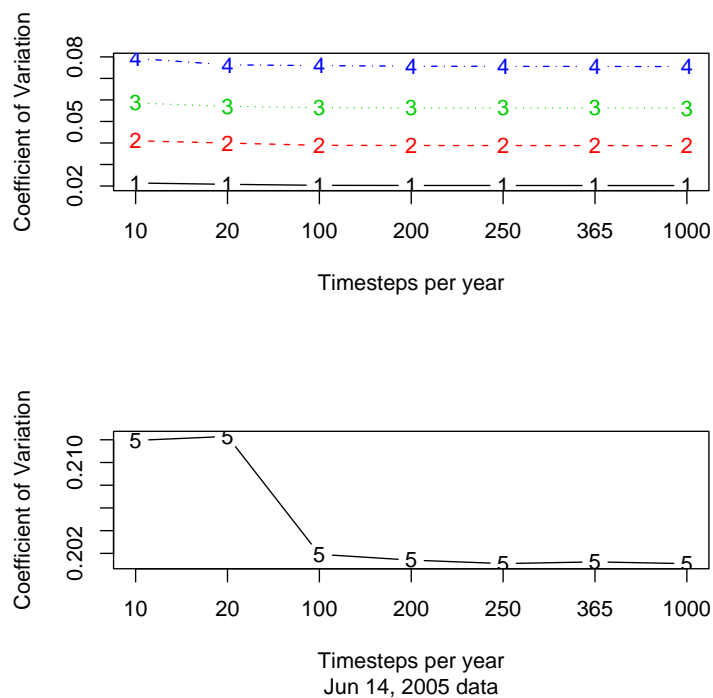 Coefficient of Variation
0.08
0.05
0.02
4 4 4 4 4 4 4
3 3 3 3 3 3 3
2 2 2 2 2 2 2
1 1 1 1 1 1 1
10 20 100 200 250 365 1000
Timesteps per year
Coefficient of Variation
0.210
0.202
5 5 5 5 5 5 5
10 20 100 200 250 365 1000
Timesteps per year
Jun 14, 2005 data